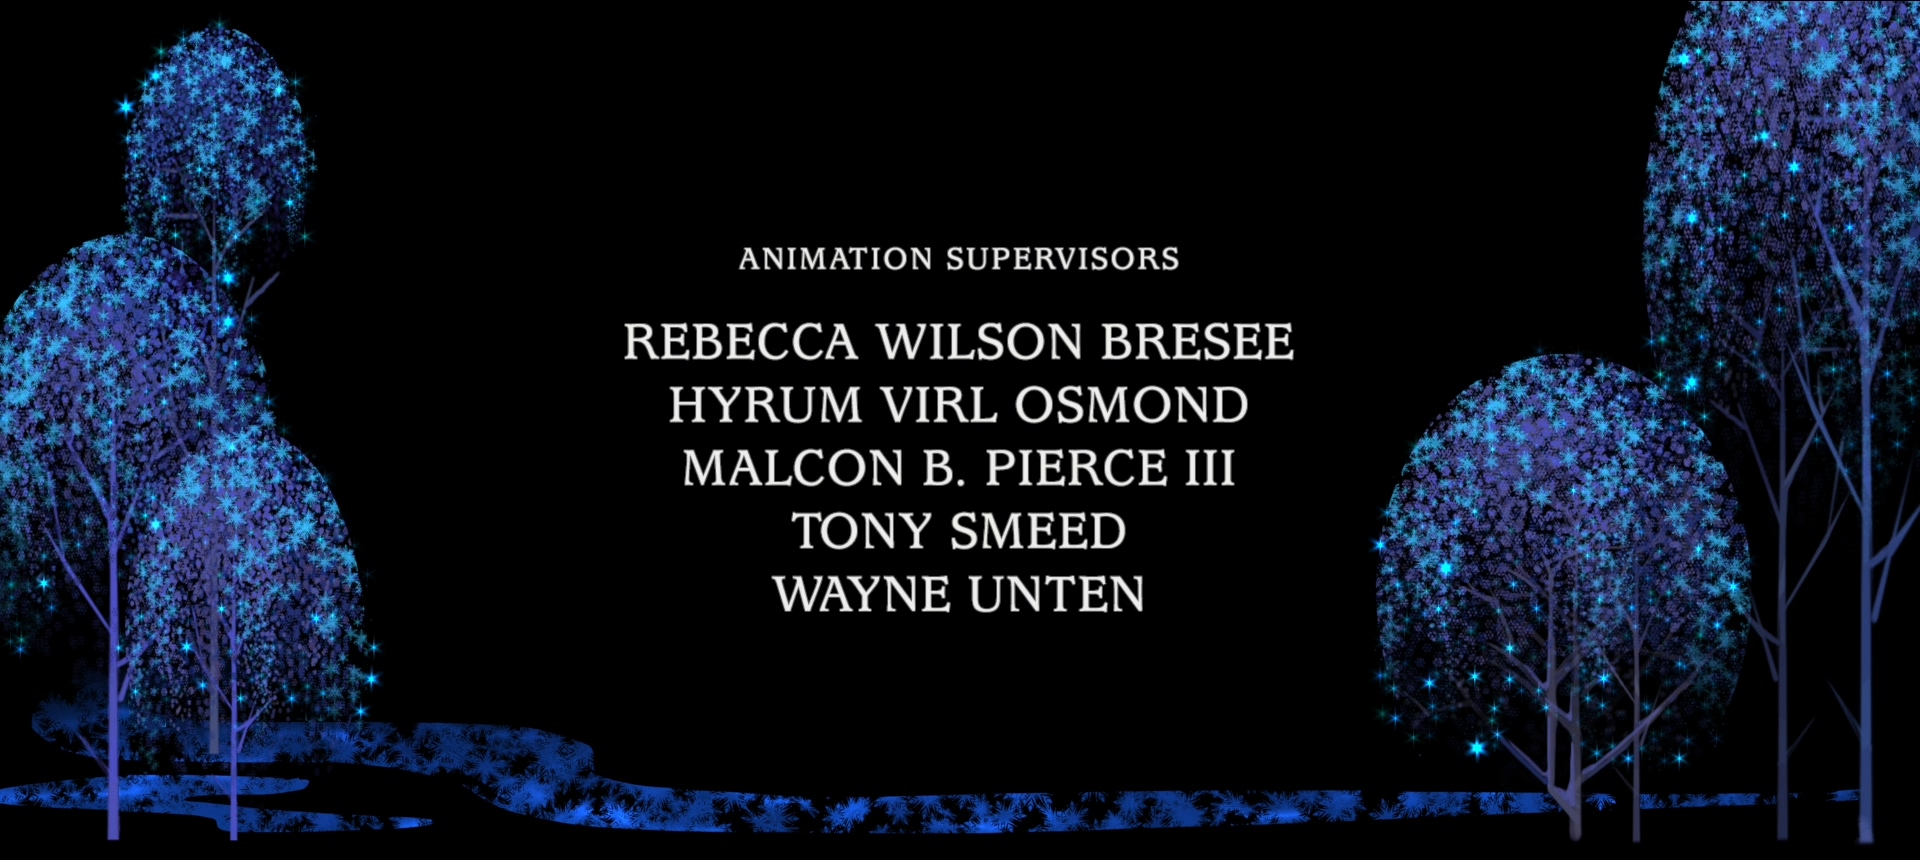 ANIMATION SUPERVISORS
REBECCA WILSON BRESEE
HYRUM VIRL OSMOND
MALCON B. PIERCE III
TONY SMEED
WAYNE UNTEN